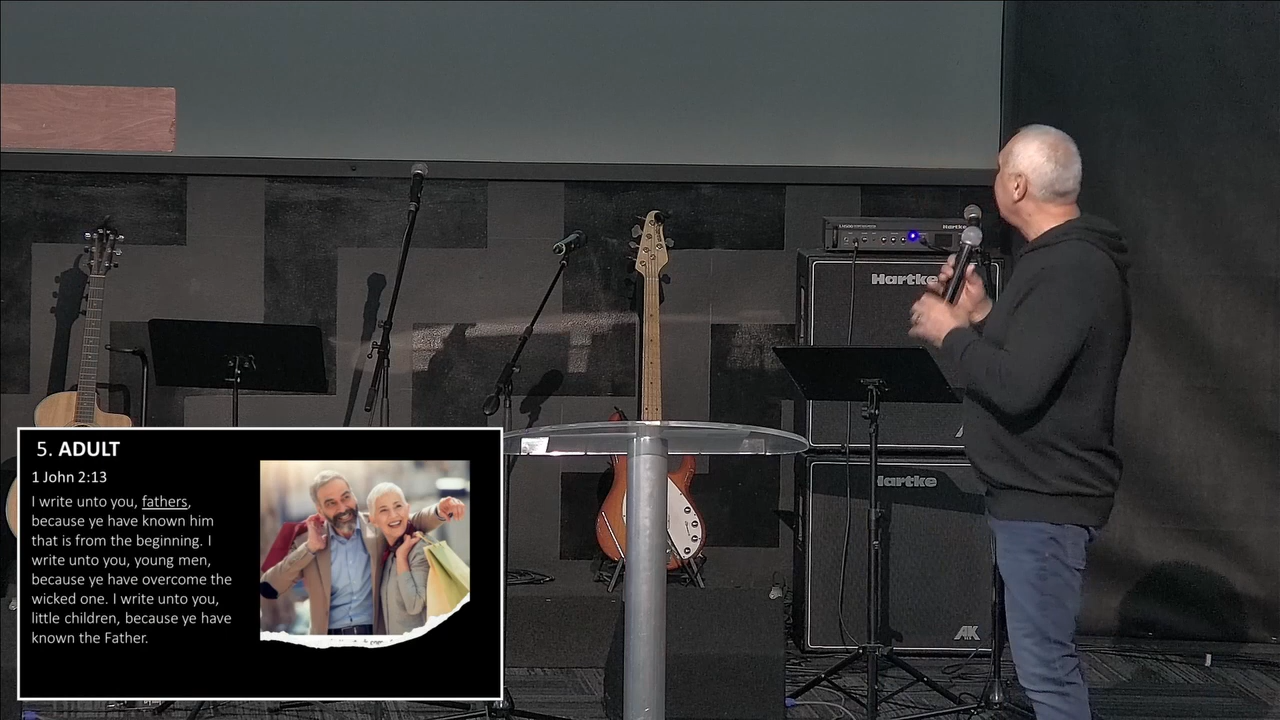 Hartke
Hartke
Hartke
AK
5. ADULT
1 John 2:13
I write unto you, fathers,
because ye have known him
that is from the beginning. I
write unto you, young men,
because ye have overcome the
wicked one. I write unto you,
little children, because ye have
known the Father.